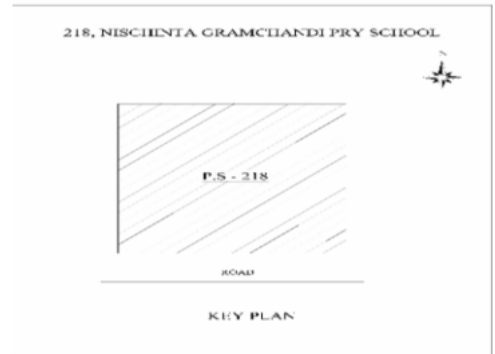 218, NISCHINTA GRAMCHANDI PRY SCHOOL
N
P.S - 218
ROAD
KEY PLAN